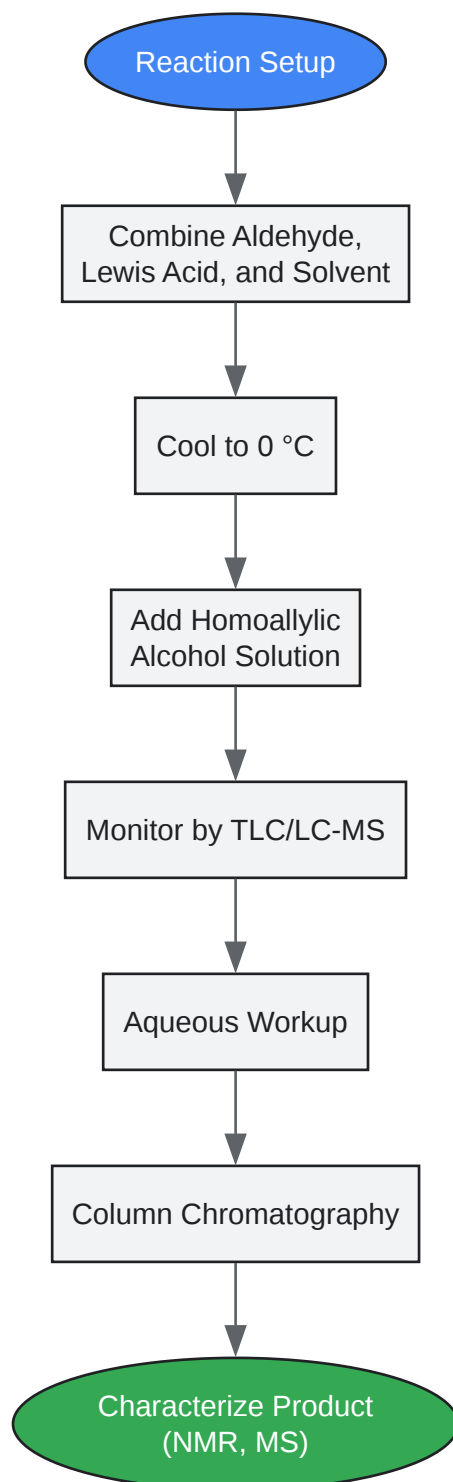 Reaction Setup
Combine Aldehyde,
Lewis Acid, and Solvent
Cool to 0 °C
Add Homoallylic
Alcohol Solution
Monitor by TLC/LC-MS
Aqueous Workup
Column Chromatography
Characterize Product
(NMR, MS)